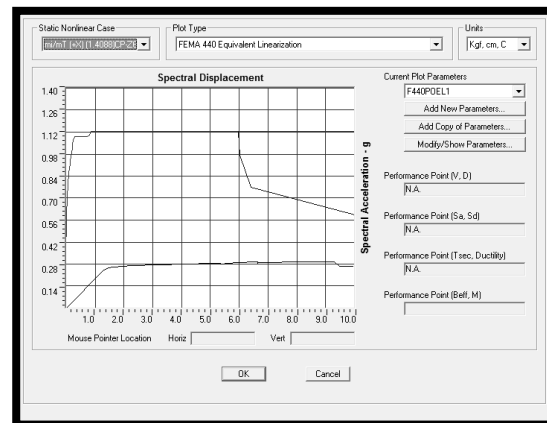 Static Nonlinear Case
Plot Type
FEMA 440 Equivalent Linearization
Units
Kgf, cm, C
Spectral Displacement
1.40
1.26
1.12
0.98
0.84
0.70
0.56
0.42
0.28
0.14
1.0 2.0 3.0 4.0 5.0 6.0 7.0 8.0 9.0 10.0
Spectral Acceleration - g
Mouse Pointer Location Horiz Vert
Current Plot Parameters
F440POEL1
Add New Parameters...
Add Copy of Parameters...
Modify/Show Parameters...
Performance Point (V, D)
N.A.
Performance Point (Sa, Sd)
N.A.
Performance Point (Tsec, Ductility)
N.A.
Performance Point (Beff, M)
OK
Cancel